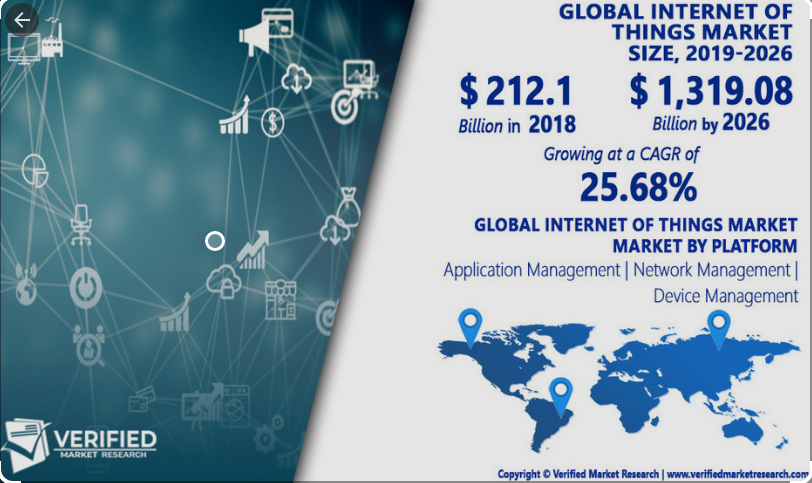 GLOBAL INTERNET OF
THINGS MARKET
SIZE, 2019-2026
$ 212.1
Billion in 2018
$ 1,319.08
Billion by 2026
Growing at a CAGR of
25.68%
GLOBAL INTERNET OF THINGS MARKET
MARKET BY PLATFORM
Application Management | Network Management |
Device Management
VERIFIED
MARKET RESEARCH
Copyright © Verified Market Research | www.verifiedmarketresearch.com